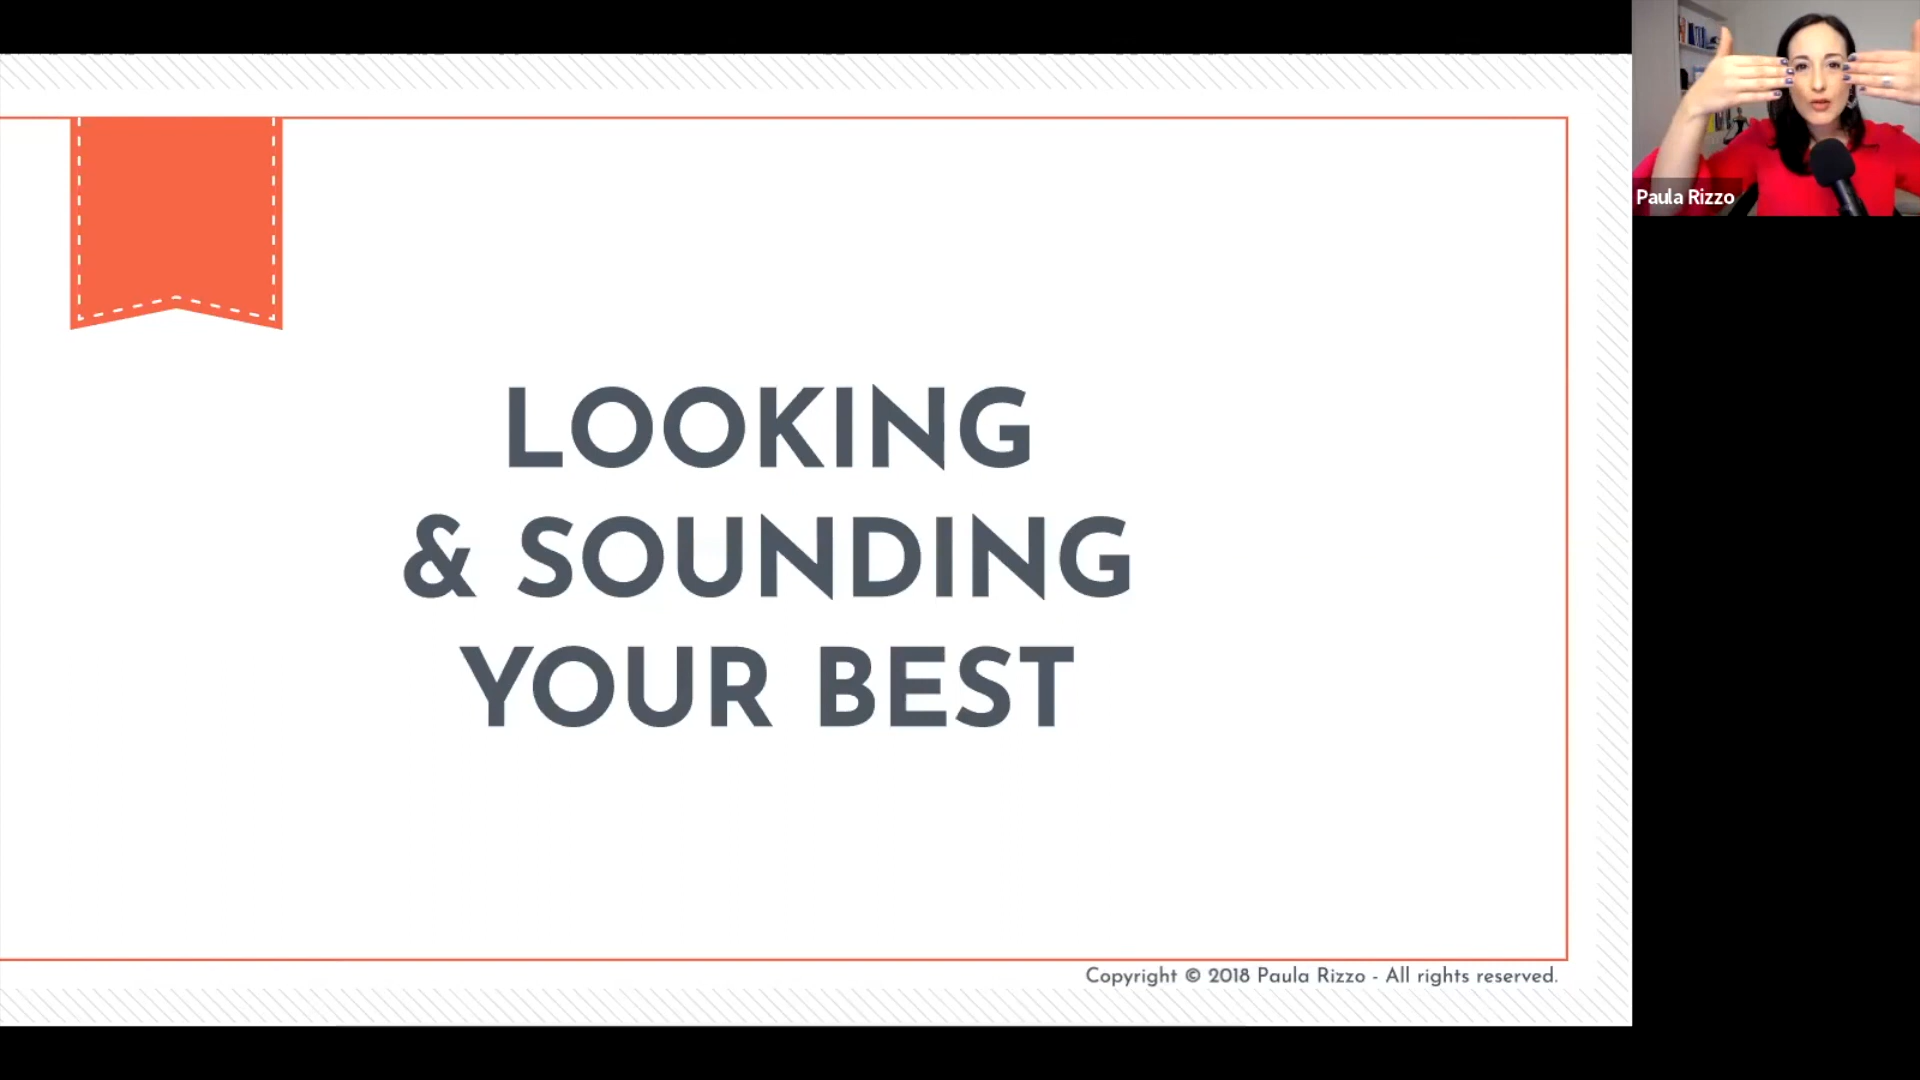 Paula Rizzo
LOOKING
& SOUNDING
YOUR BEST
Copyright © 2018 Paula Rizzo - All rights reserved.